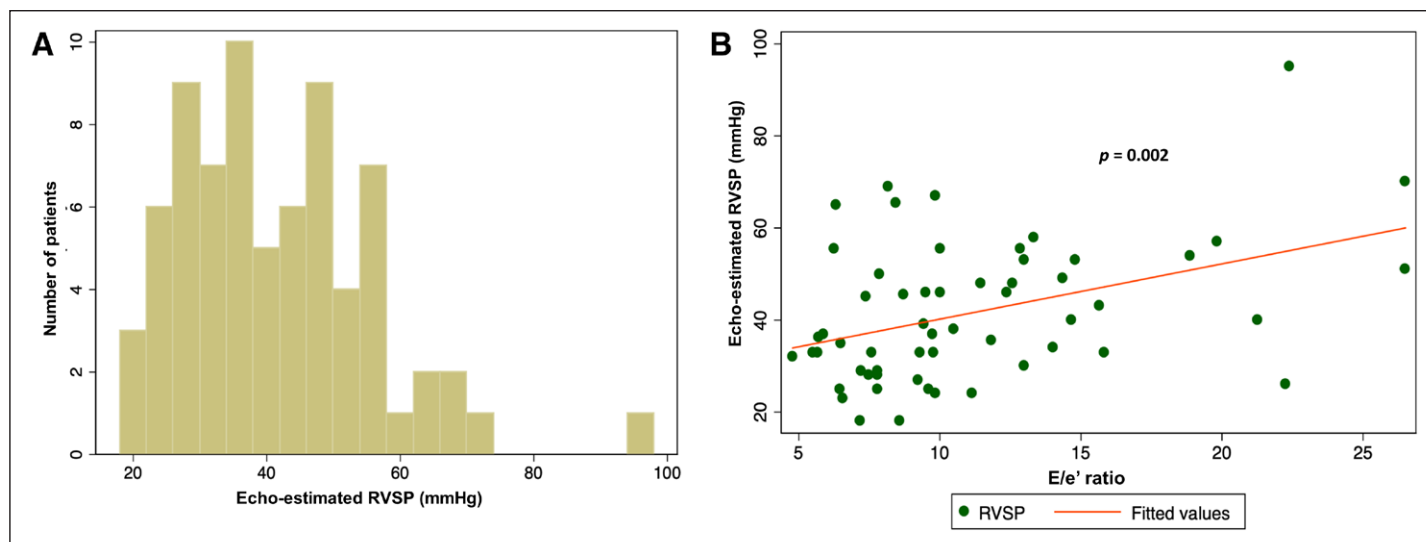 A
Number of patients
10
8
6
4
2
0
20 40 60 80 100
Echo-estimated RVSP (mmHg)
B
Echo-estimated RVSP (mmHg)
100
80
60
40
20
p = 0.002
5 10 15 20 25
E/e’ ratio
RVSP Fitted values